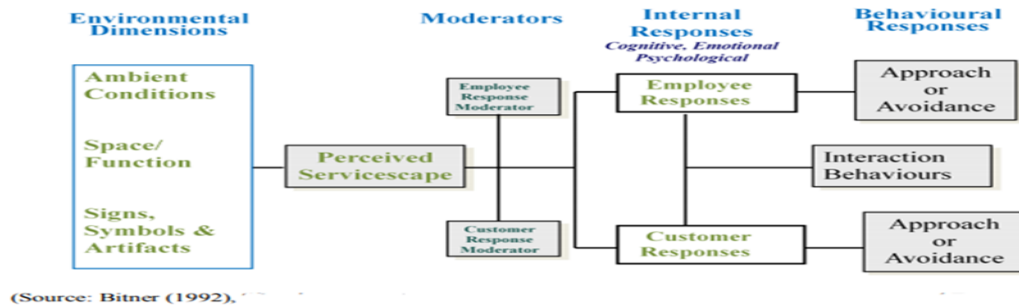 Environmental
Dimensions
Moderators
Internal
Responses
Cognitive, Emotional
Psychological
Behavioural
Responses
Ambient
Conditions
Space/
Function
Signs,
Symbols &
Artifacts
Perceived
Servicescape
Employee
Response
Moderator
Customer
Response
Moderator
Employee
Responses
Customer
Responses
Approach
or
Avoidance
Interaction
Behaviours
Approach
or
Avoidance
(Source: Bitner (1992),